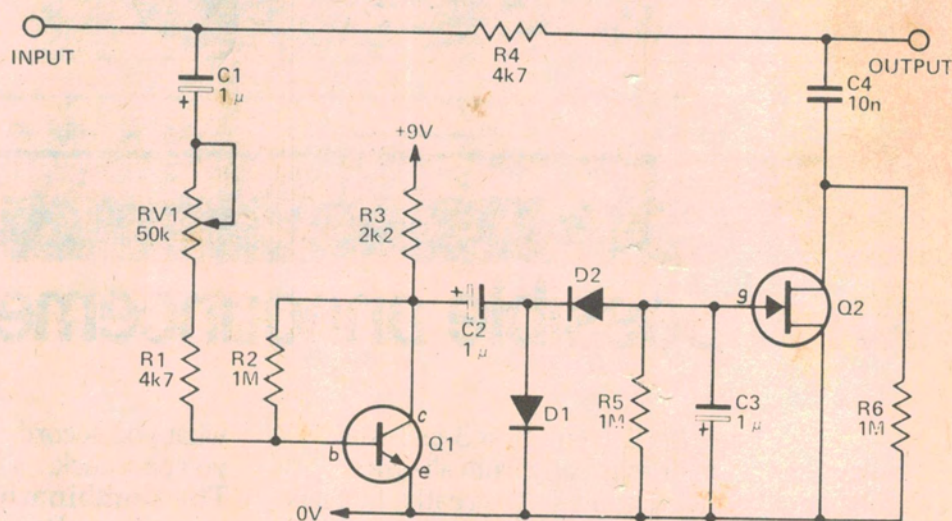 INPUT
R4
4k7
OUTPUT
C1
1μ
+
C4
10n
+9V
RV1
50k
R3
2k2
D2
+
C2
1μ
g
Q2
R1
4k7
R2
1M
D1
R5
1M
C3
1μ
+
R6
1M
c
Q1
b
e
0V